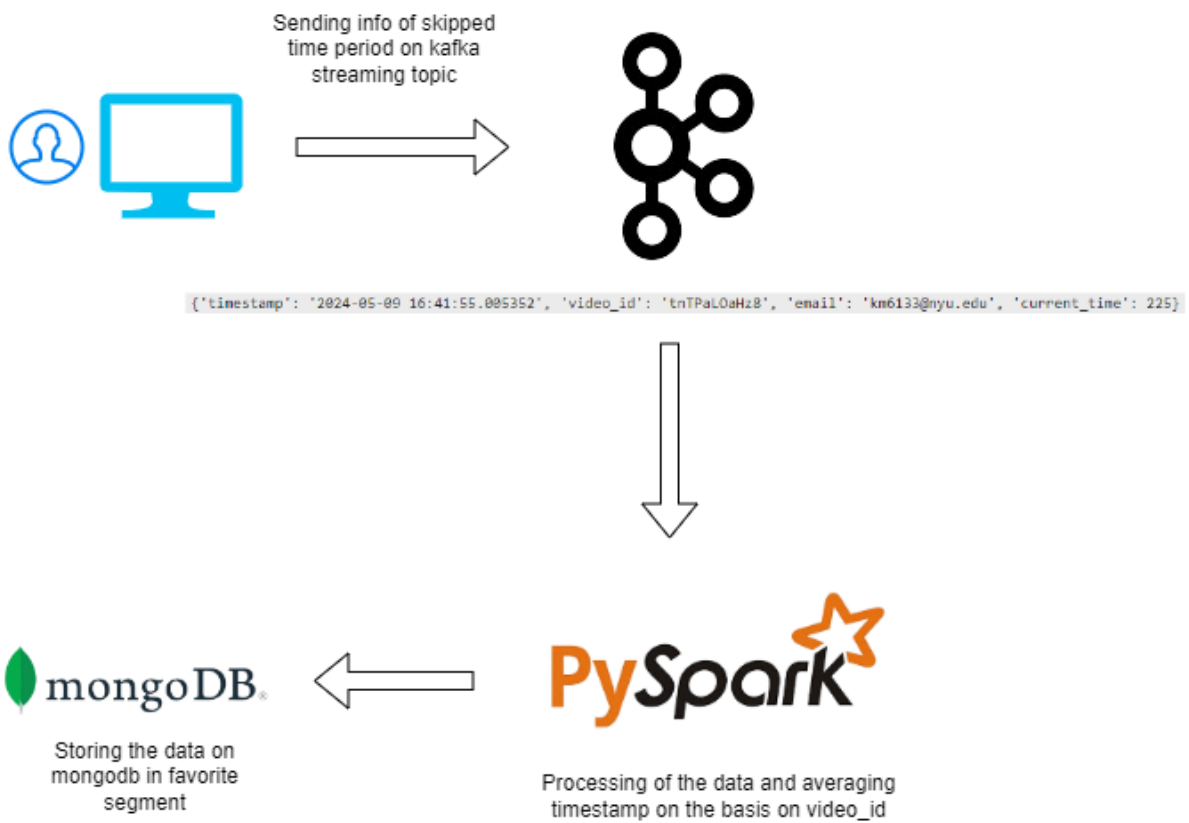 Sending info of skipped
time period on kafka
streaming topic
{'timestamp': '2024-05-09 16:41:55.005352', 'video_id': 'tnTPaLOaHz8', 'email': 'km6133@nyu.edu', 'current_time': 225}
PySpark
mongoDB®
Storing the data on
mongodb in favorite
segment
Processing of the data and averaging
timestamp on the basis on video_id